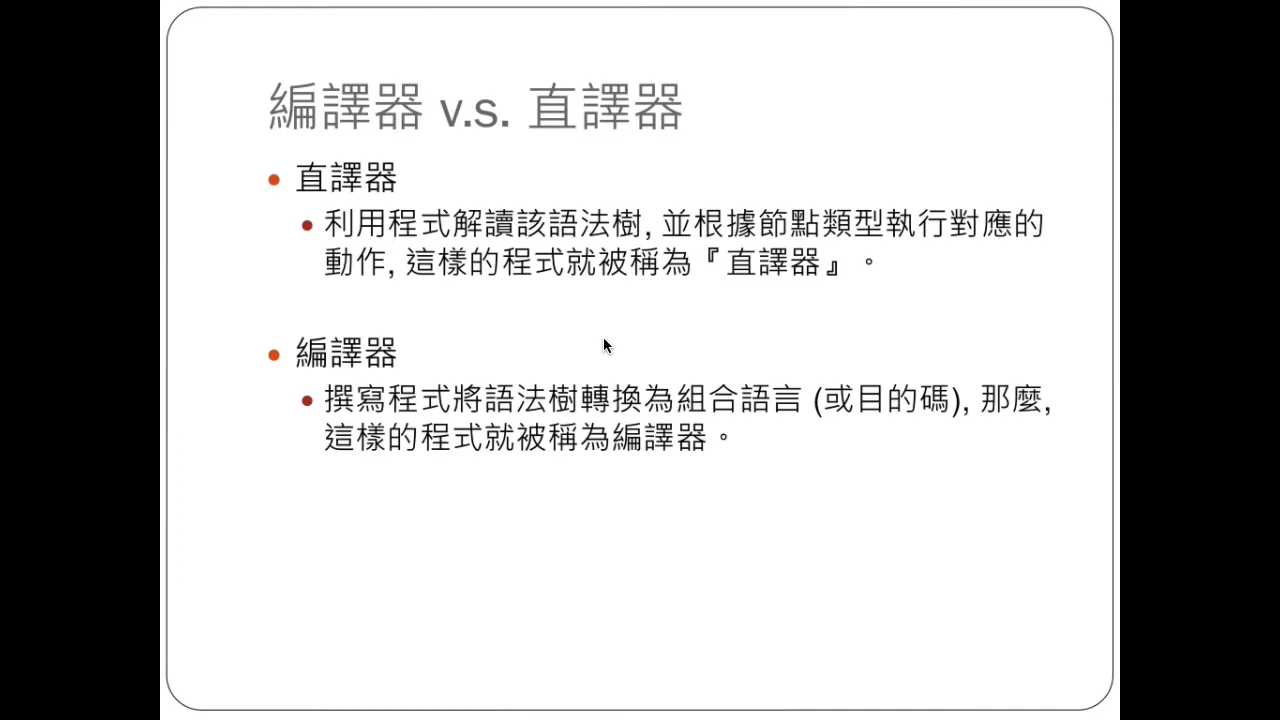 編譯器 v.s. 直譯器
直譯器
利用程式解讀該語法樹, 並根據節點類型執行對應的
動作, 這樣的程式就被稱為『直譯器』。
編譯器
撰寫程式將語法樹轉換為組合語言 (或目的碼), 那麼,
這樣的程式就被稱為編譯器。